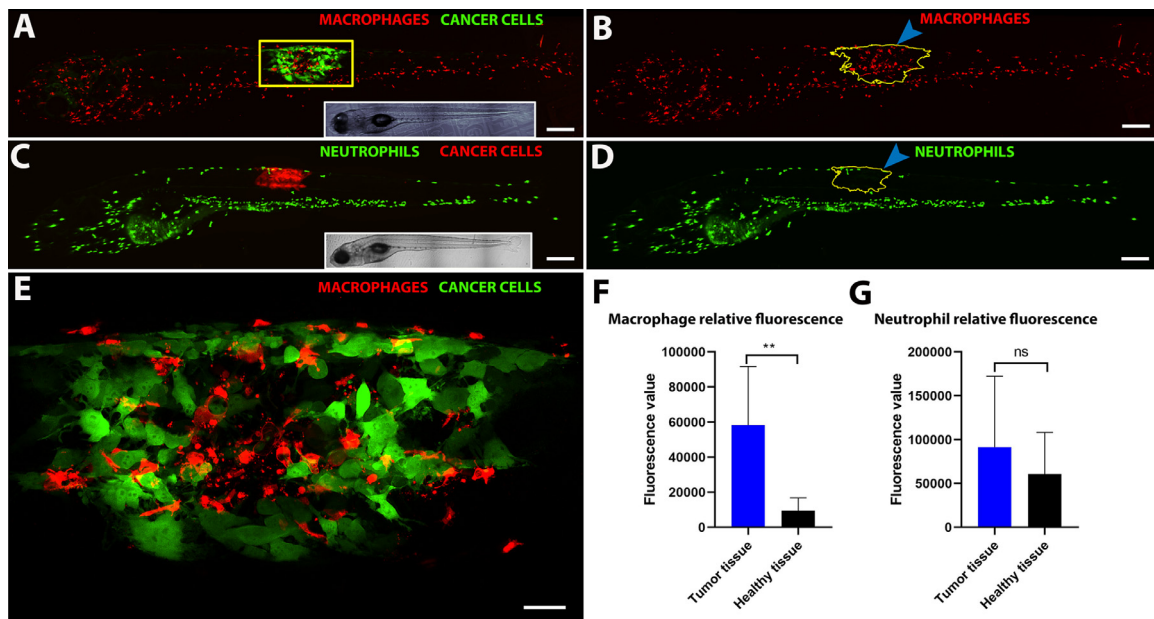 A
MACROPHAGES CANCER CELLS
B
MACROPHAGES
C
NEUTROPHILS CANCER CELLS
D
NEUTROPHILS
E
MACROPHAGES CANCER CELLS
F
Macrophage relative fluorescence
**
100000
80000
60000
40000
20000
0
Fluorescence value
Tumor tissue
Healthy tissue
G
Neutrophil relative fluorescence
ns
200000
150000
100000
50000
0
Fluorescence value
Tumor tissue
Healthy tissue